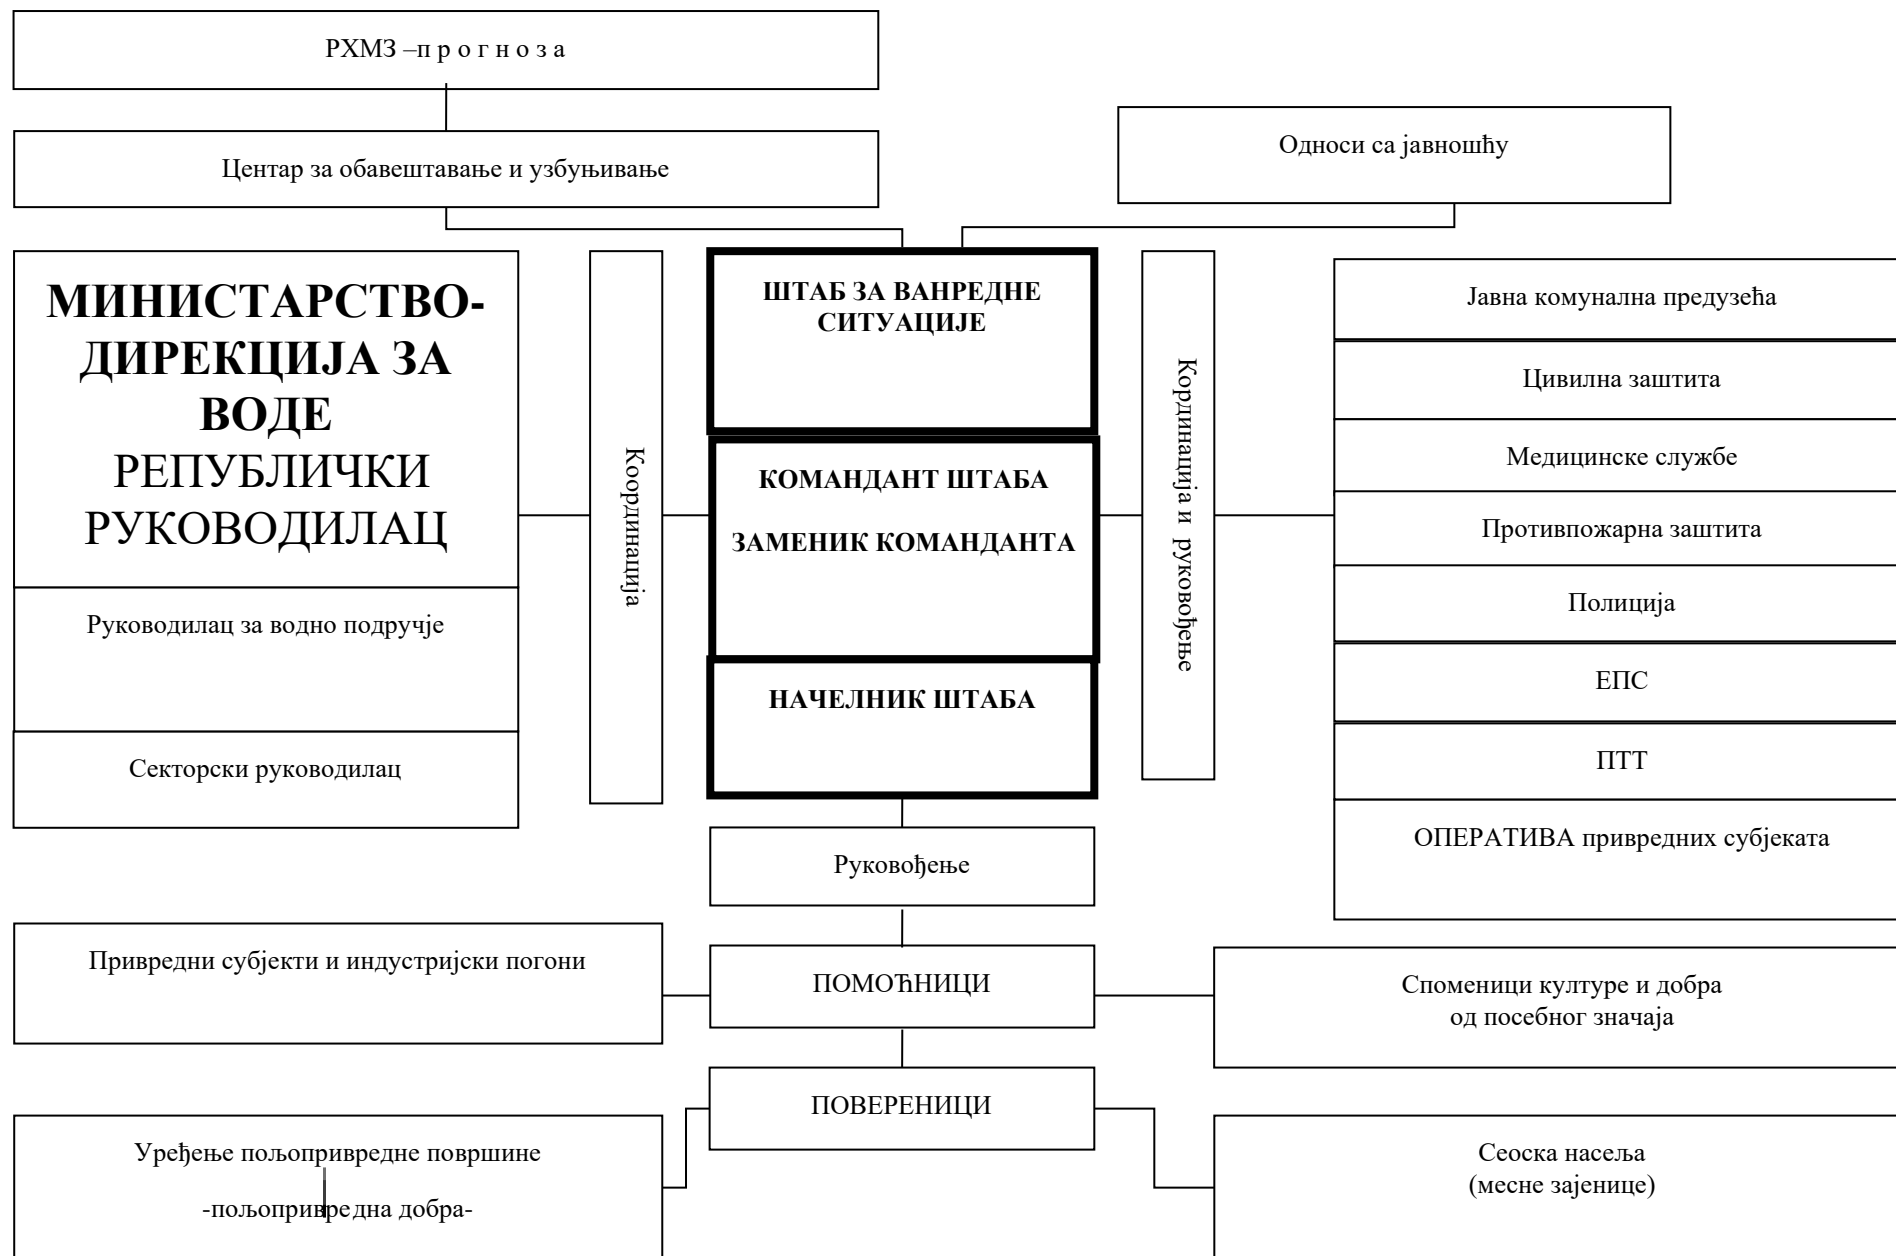 РХМЗ –п р о г н о з а
Центар за обавештавање и узбуњивање
Односи са јавношћу
МИНИСТАРСТВО-
ДИРЕКЦИЈА ЗА
ВОДЕ
РЕПУБЛИЧКИ
РУКОВОДИЛАЦ
Руководилац за водно подручје
Секторски руководилац
Координација
ШТАБ ЗА ВАНРЕДНЕ
СИТУАЦИЈЕ
КОМАНДАНТ ШТАБА
ЗАМЕНИК КОМАНДАНТА
НАЧЕЛНИК ШТАБА
Кординација и руковођење
Јавна комунална предузећа
Цивилна заштита
Медицинске службе
Противпожарна заштита
Полиција
ЕПС
ПТТ
ОПЕРАТИВА привредних субјеката
Руковођење
Привредни субјекти и индустријски погони
ПОМОЋНИЦИ
Споменици културе и добра
од посебног значаја
ПОВЕРЕНИЦИ
Уређење пољопривредне површине
-пољопривредна добра-
Сеоска насеља
(месне зајенице)